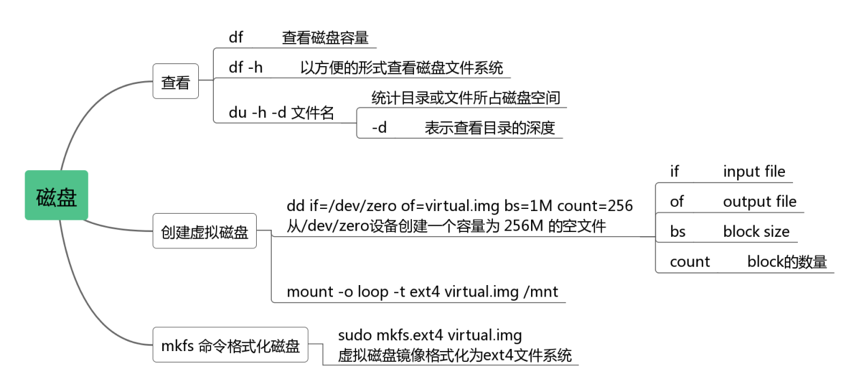 磁盘
查看
df 查看磁盘容量
df -h 以方便的形式查看磁盘文件系统
du -h -d 文件名
统计目录或文件所占磁盘空间
-d 表示查看目录的深度
创建虚拟磁盘
dd if=/dev/zero of=virtual.img bs=1M count=256
从/dev/zero设备创建一个容量为 256M 的空文件
if input file
of output file
bs block size
count block的数量
mount -o loop -t ext4 virtual.img /mnt
mkfs 命令格式化磁盘
sudo mkfs.ext4 virtual.img
虚拟磁盘镜像格式化为ext4文件系统